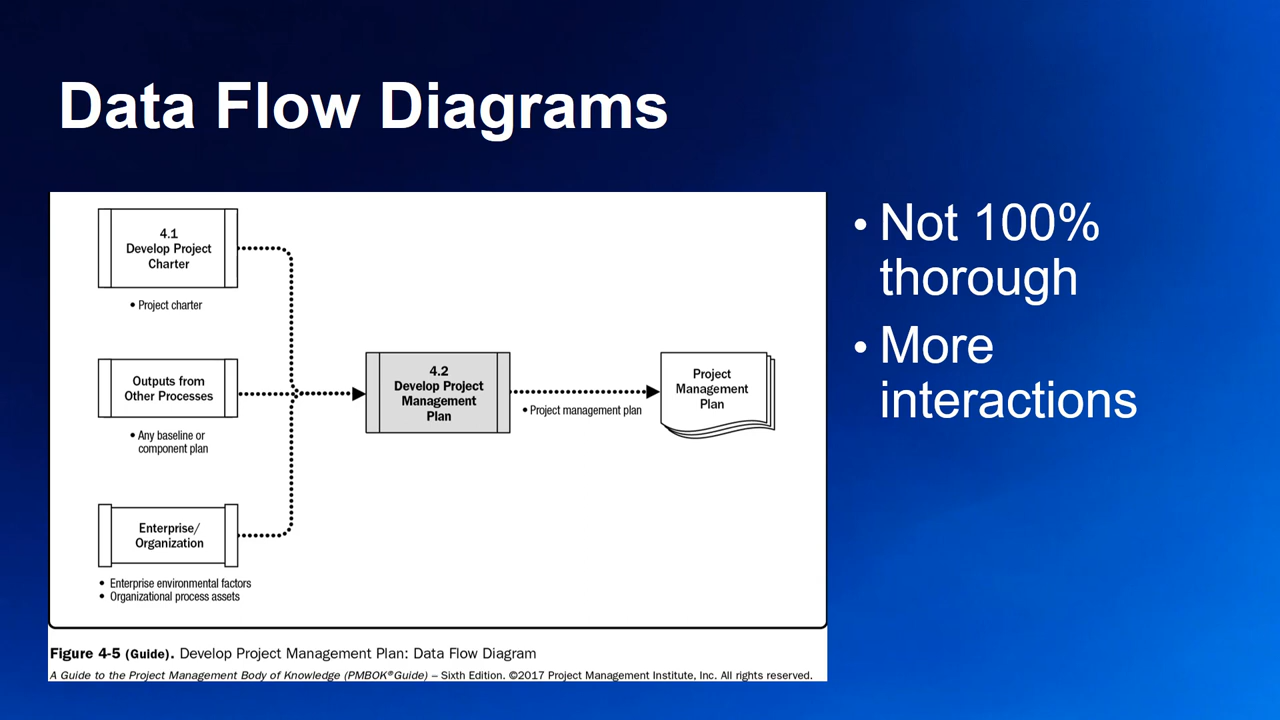 Data Flow Diagrams
4.1
Develop Project
Charter
• Project charter
Outputs from
Other Processes
• Any baseline or
component plan
Enterprise/
Organization
• Enterprise environmental factors
• Organizational process assets
4.2
Develop Project
Management
Plan
• Project management plan
Project
Management
Plan
Figure 4-5 (Guide). Develop Project Management Plan: Data Flow Diagram
A Guide to the Project Management Body of Knowledge (PMBOK® Guide) – Sixth Edition. ©2017 Project Management Institute, Inc. All rights reserved.
• Not 100%
thorough
• More
interactions